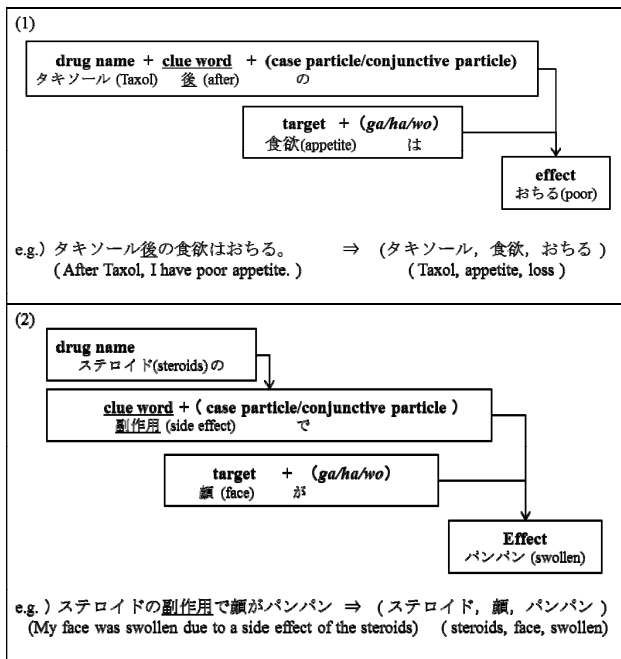 (1)
drug name + clue word + (case particle/conjunctive particle)
タキソール (Taxol) 後 (after) の
target + (ga/ha/wo)
食欲(appetite) は
effect
おちる(poor)
e.g.) タキソール後の食欲はおちる。 ⇒ (タキソール, 食欲, おちる )
( After Taxol, I have poor appetite. ) ( Taxol, appetite, loss )
(2)
drug name
ステロイド(steroids)の
clue word + ( case particle/conjunctive particle )
副作用 (side effect) で
target + (ga/ha/wo)
顔 (face) が
Effect
パンパン (swollen)
e.g. ) ステロイドの副作用で顔がパンパン ⇒ ( ステロイド, 顔, パンパン )
(My face was swollen due to a side effect of the steroids) ( steroids, face, swollen)